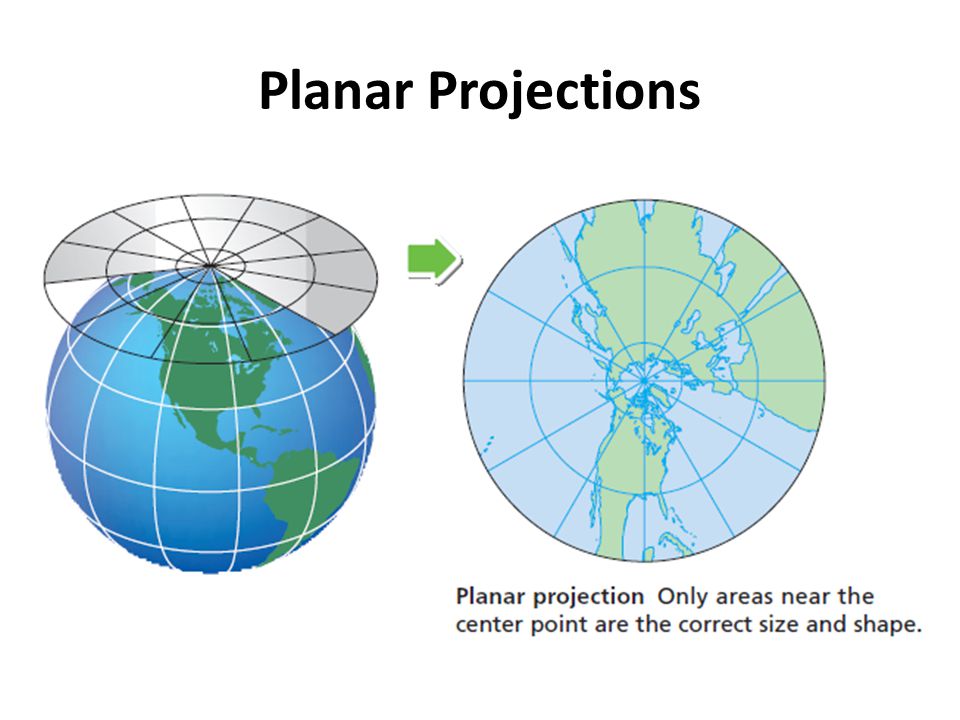 Planar Projections
Planar projection Only areas near the
center point are the correct size and shape.